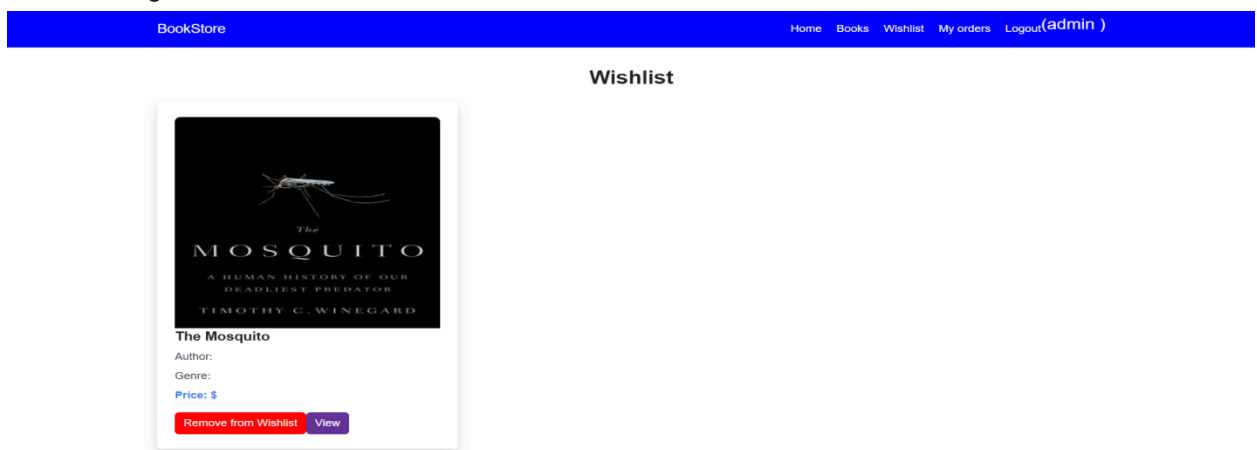 BookStore Home Books Wishlist My orders Logout(admin )
Wishlist
The
MOSQUITO
A HUMAN HISTORY OF OUR
DEADLIEST PREDATOR
TIMOTHY C. WINEGARD
The Mosquito
Author:
Genre:
Price: $
Remove from Wishlist View